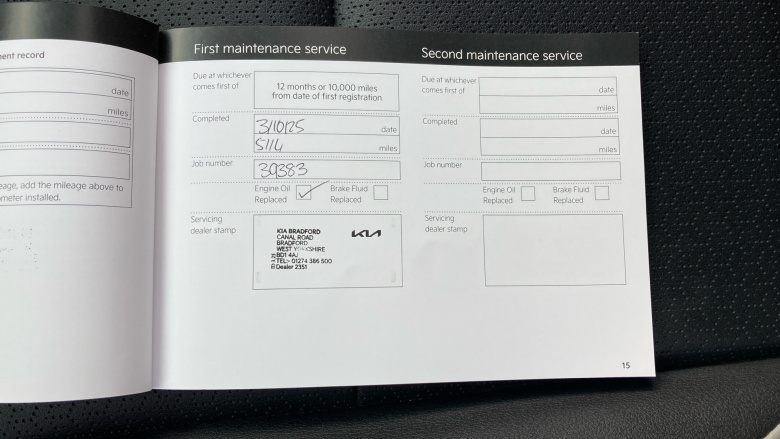 ent record
date
miles
eage, add the mileage above to
meter installed.
First maintenance service
Due at whichever
comes first of
12 months or 10,000 miles
from date of first registration
Completed
3/10/25 date
5114 miles
Job number
39383
Engine Oil
Replaced
Brake Fluid
Replaced
Servicing
dealer stamp
KIA BRADFORD
CANAL ROAD
BRADFORD
WEST YORKSHIRE
BD1 4AJ
TEL:- 01274 386 500
Dealer 2351
KIA
Second maintenance service
Due at whichever
comes first of
date
miles
Completed
date
miles
Job number
Engine Oil
Replaced
Brake Fluid
Replaced
Servicing
dealer stamp
15